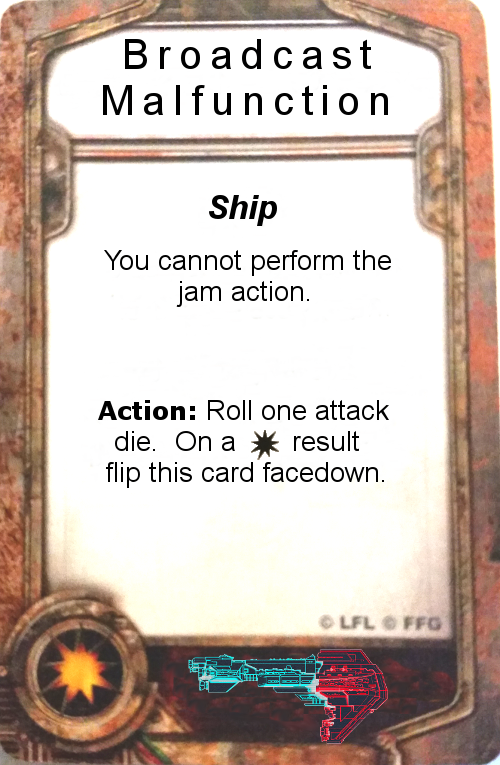 Broadcast
Malfunction
Ship
You cannot perform the
jam action.
Action: Roll one attack
die. On a result
flip this card facedown.
© LFL © FFG